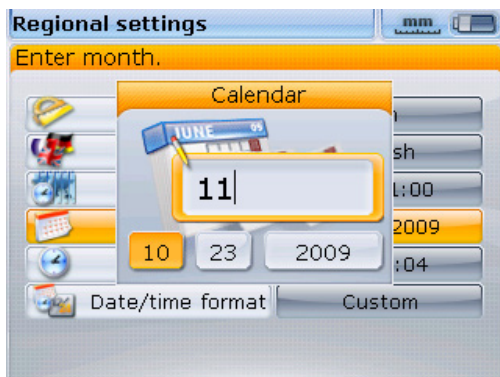 Regional settings
mm
Enter month.
Calendar
JUNE 05
sh
11
1:00
2009
10 23 2009
:04
Date/time format Custom